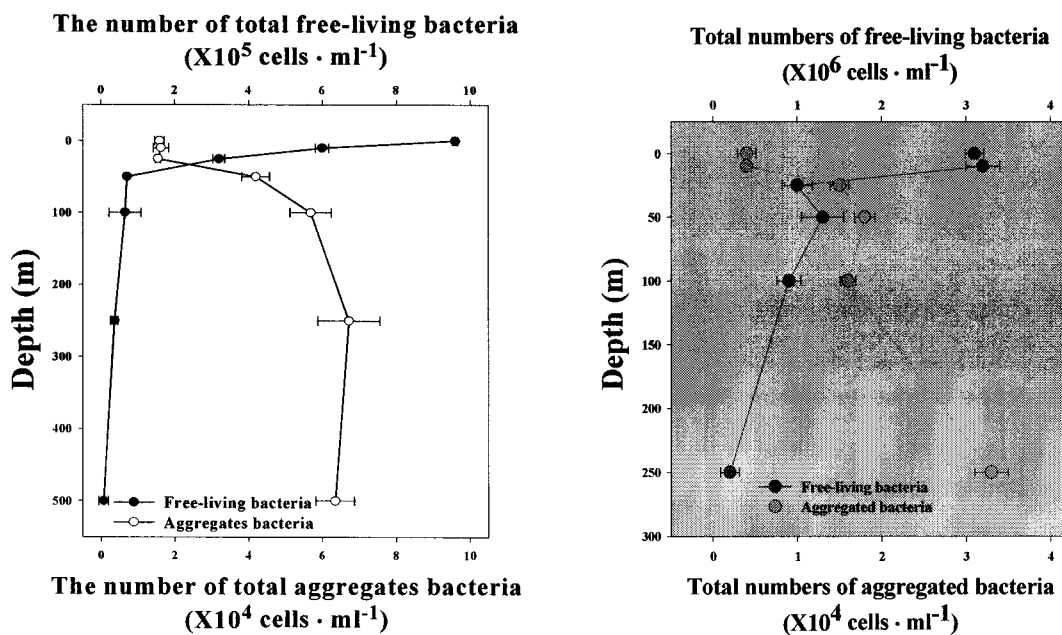 The number of total free-living bacteria
(X10⁵ cells · ml⁻¹)
0 2 4 6 8 10
Depth (m)
0
100
200
300
400
500
Free-living bacteria
Aggregates bacteria
0 2 4 6 8 10
The number of total aggregates bacteria
(X10⁴ cells · ml⁻¹)
Total numbers of free-living bacteria
(X10⁶ cells · ml⁻¹)
0 1 2 3 4
Depth (m)
0
50
100
150
200
250
300
Free-living bacteria
Aggregated bacteria
0 1 2 3 4
Total numbers of aggregated bacteria
(X10⁴ cells · ml⁻¹)